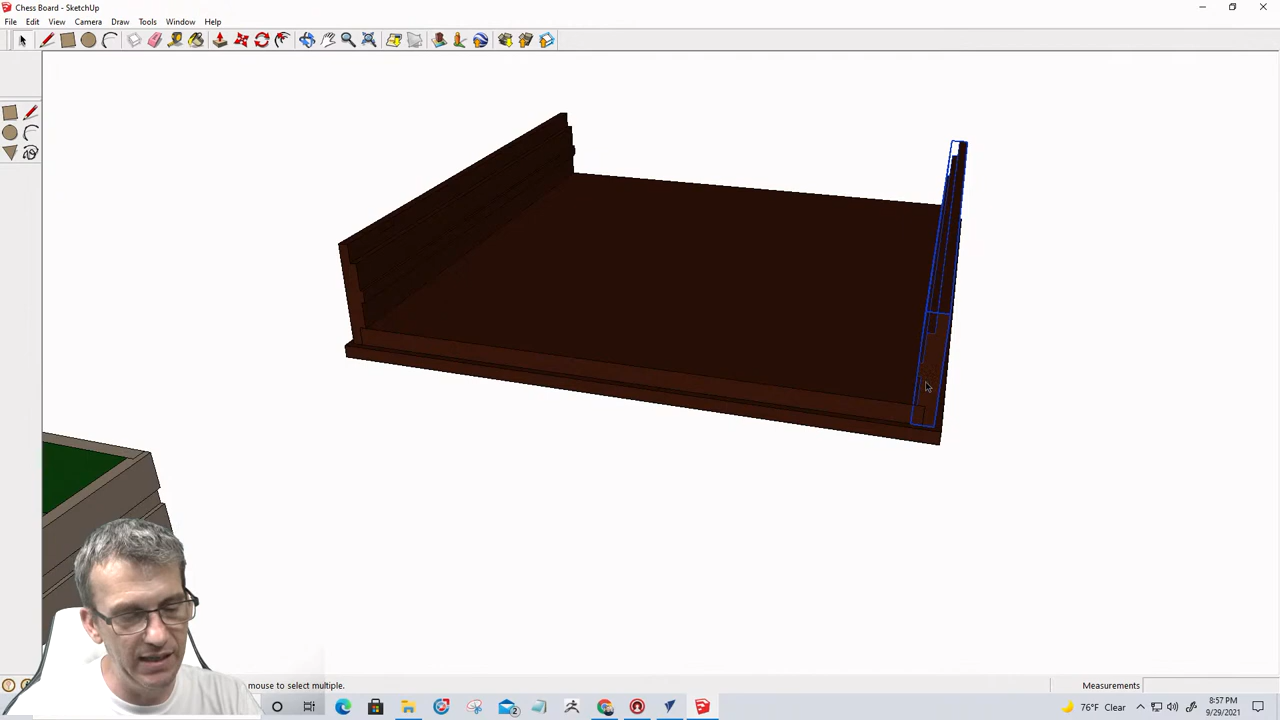 Chess Board - SketchUp
File Edit View Camera Draw Tools Window Help
mouse to select multiple.
Measurements
2
76°F Clear
8:57 PM
9/29/2021